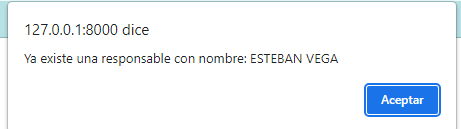 127.0.0.1:8000 dice
Ya existe una responsable con nombre: ESTEBAN VEGA
Aceptar